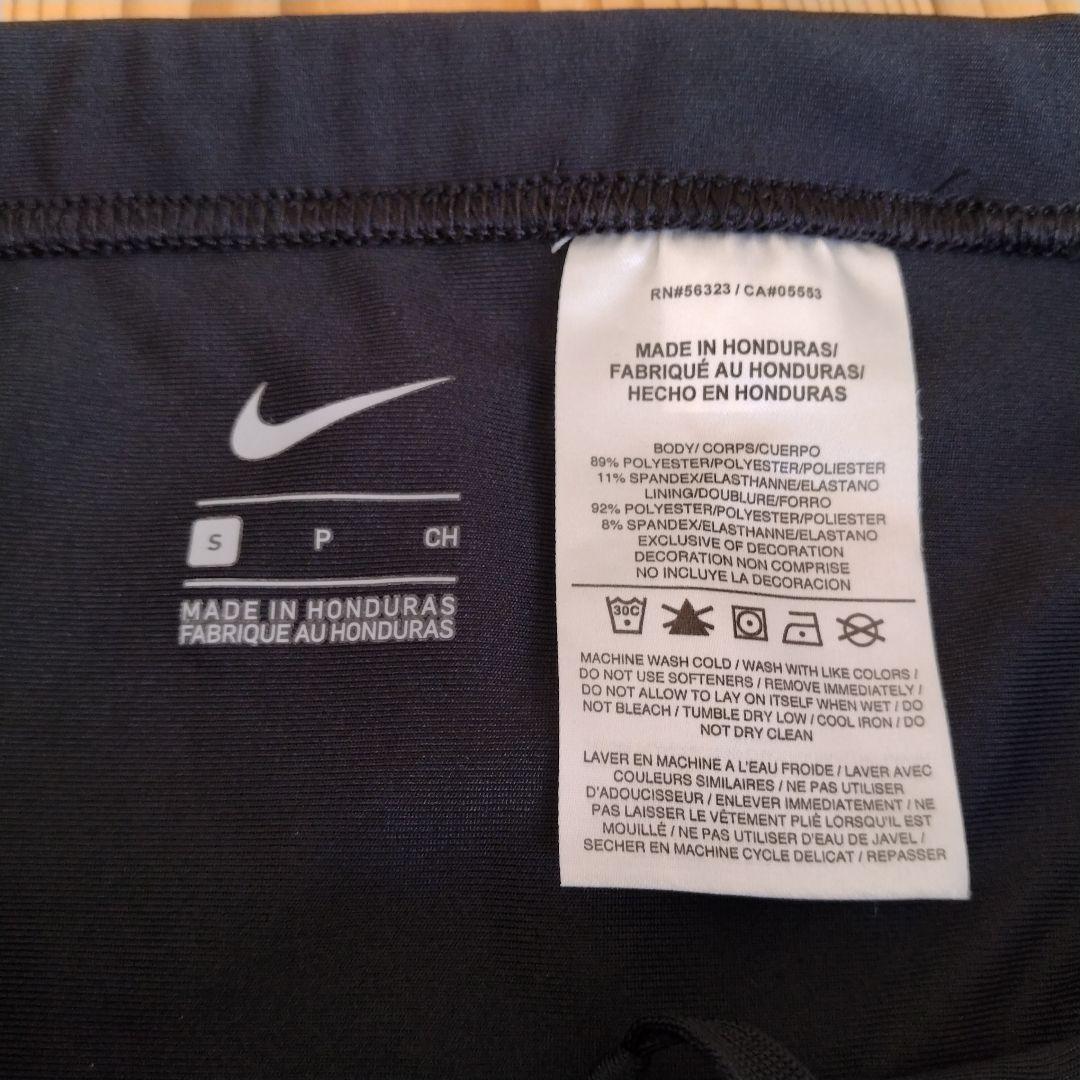 S P CH
MADE IN HONDURAS
FABRIQUE AU HONDURAS
RN#56323 / CA#05553
MADE IN HONDURAS/
FABRIQUÉ AU HONDURAS/
HECHO EN HONDURAS
BODY/ CORPS/CUERPO
89% POLYESTER/POLYESTER/POLIESTER
11% SPANDEX/ELASTHANNE/ELASTANO
LINING/DOUBLURE/FORRO
92% POLYESTER/POLYESTER/POLIESTER
8% SPANDEX/ELASTHANNE/ELASTANO
EXCLUSIVE OF DECORATION
DECORATION NON COMPRISE
NO INCLUYE LA DECORACION
30C
MACHINE WASH COLD / WASH WITH LIKE COLORS /
DO NOT USE SOFTENERS / REMOVE IMMEDIATELY /
DO NOT ALLOW TO LAY ON ITSELF WHEN WET / DO
NOT BLEACH / TUMBLE DRY LOW / COOL IRON / DO
NOT DRY CLEAN
LAVER EN MACHINE A L'EAU FROIDE / LAVER AVEC
COULEURS SIMILAIRES / NE PAS UTILISER
D'ADOUCISSEUR / ENLEVER IMMEDIATEMENT / NE
PAS LAISSER LE VÊTEMENT PLIÉ LORSQU'IL EST
MOUILLÉ / NE PAS UTILISER D'EAU DE JAVEL /
SECHER EN MACHINE CYCLE DELICAT / REPASSER